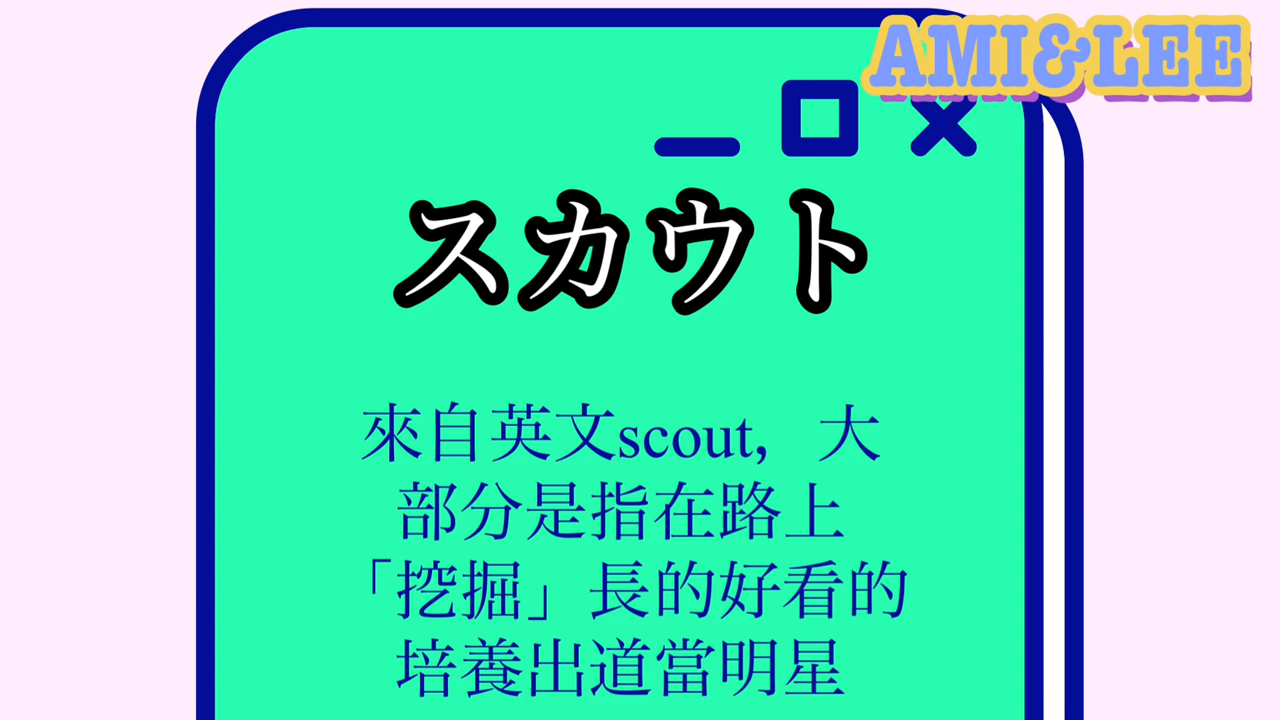 AMI&LEE
スカウト
來自英文scout，大
部分是指在路上
「挖掘」長的好看的
培養出道當明星